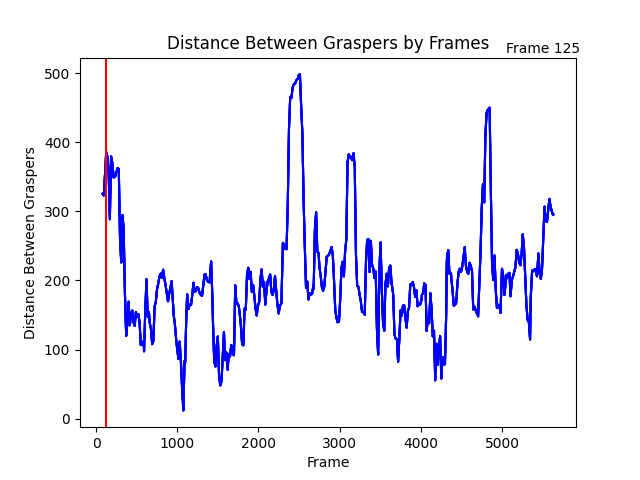 Distance Between Graspers by Frames
Frame 125
Distance Between Graspers
500
400
300
200
100
0
0 1000 2000 3000 4000 5000
Frame